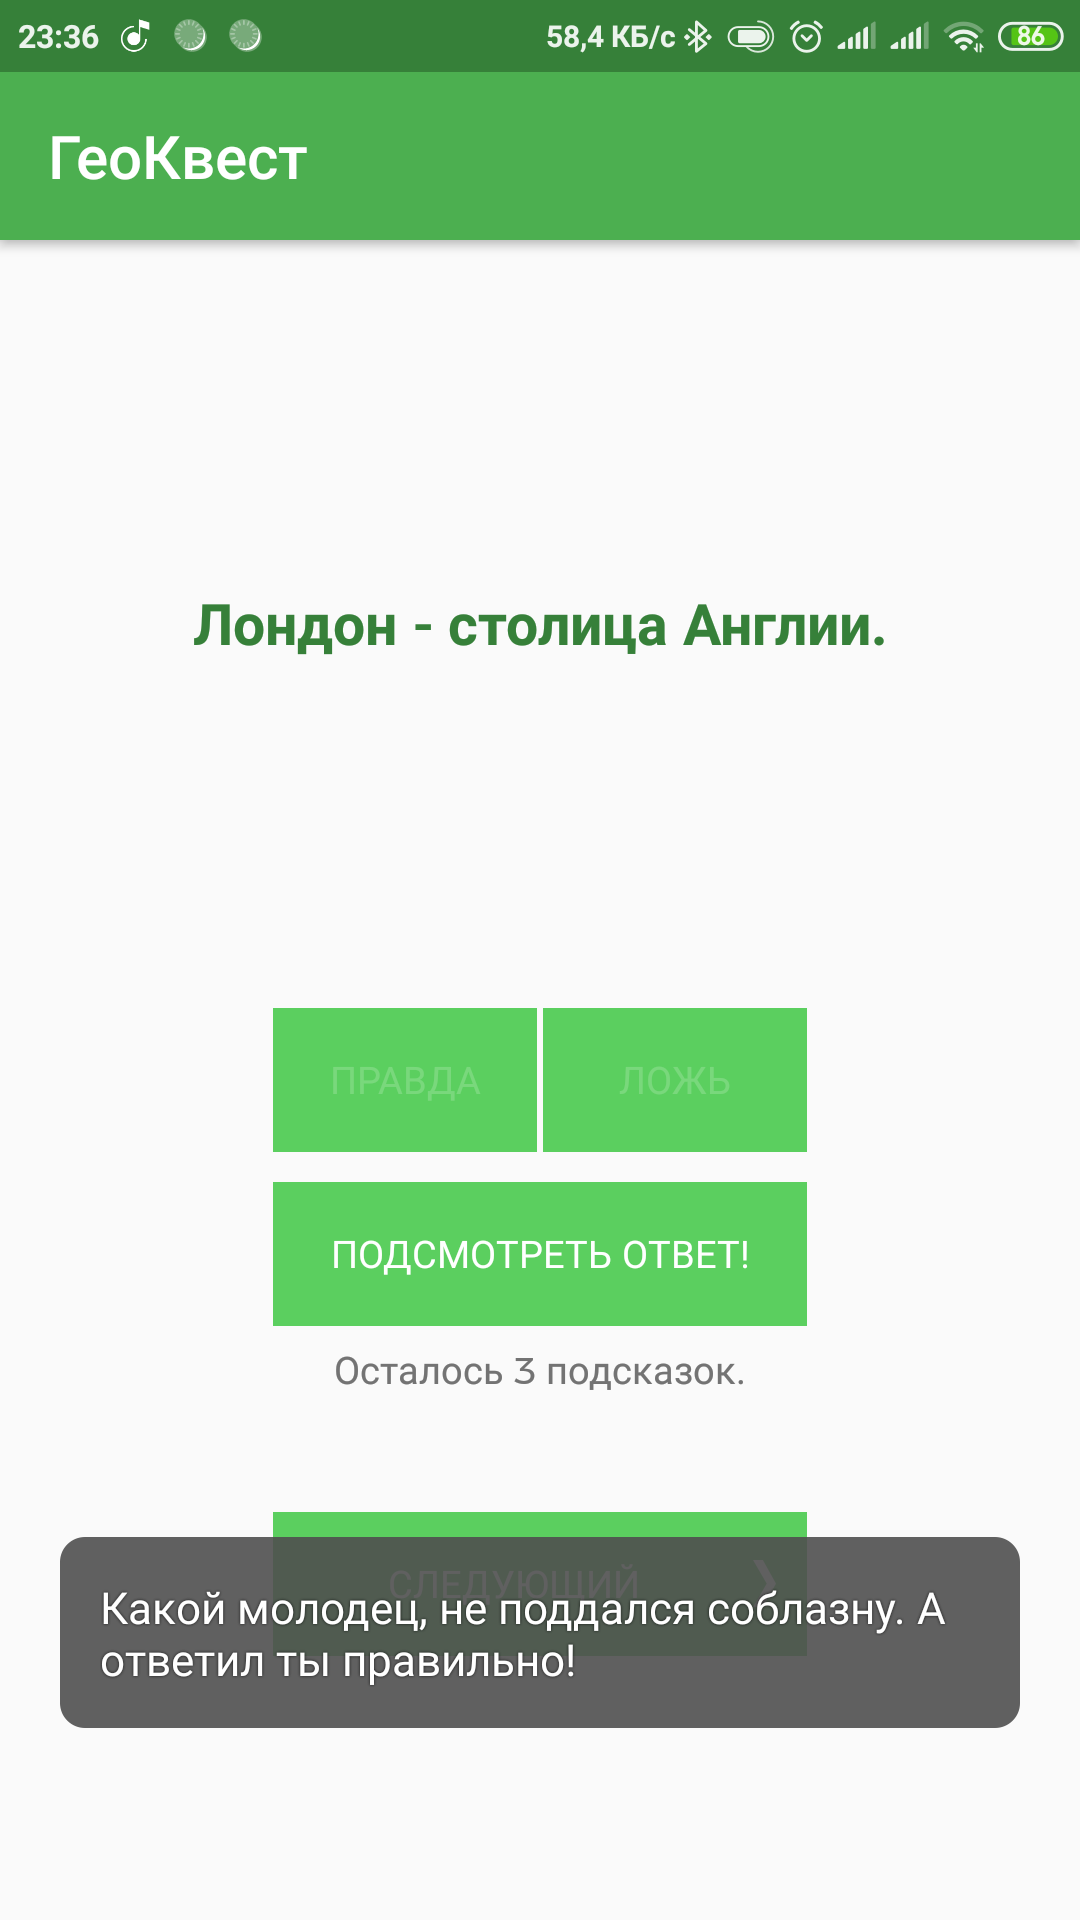 23:36 58,4 КБ/с 86
ГеоКвест
Лондон - столица Англии.
ПРАВДА ЛОЖЬ
ПОДСМОТРЕТЬ ОТВЕТ!
Осталось 3 подсказок.
СЛЕДУЮЩИЙ
Какой молодец, не поддался соблазну. А
ответил ты правильно!